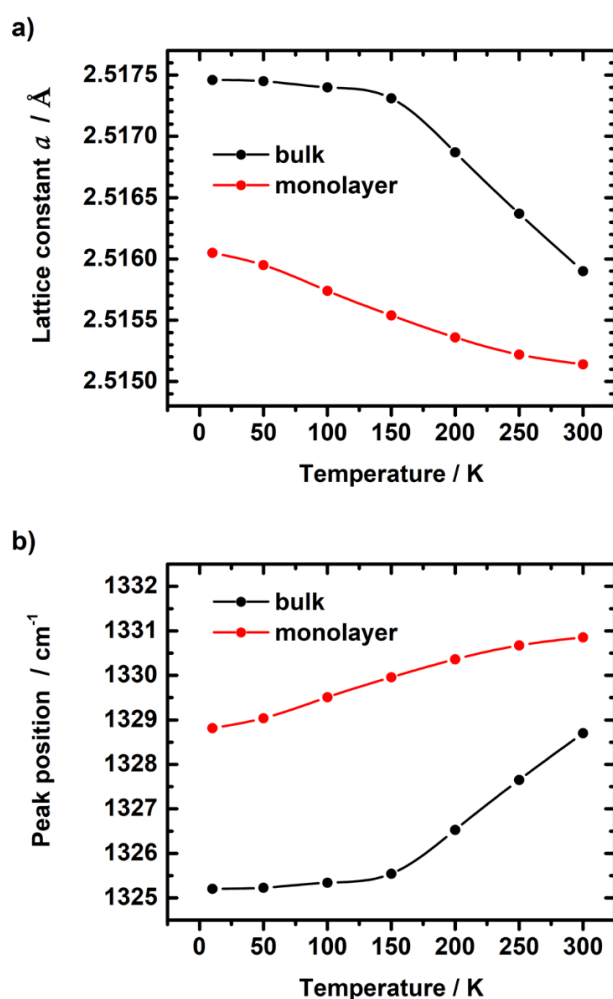 a)
Lattice constant a / Å
2.5175
2.5170
2.5165
2.5160
2.5155
2.5150
bulk
monolayer
0 50 100 150 200 250 300
Temperature / K
b)
Peak position / cm⁻¹
1332
1331
1330
1329
1328
1327
1326
1325
bulk
monolayer
0 50 100 150 200 250 300
Temperature / K